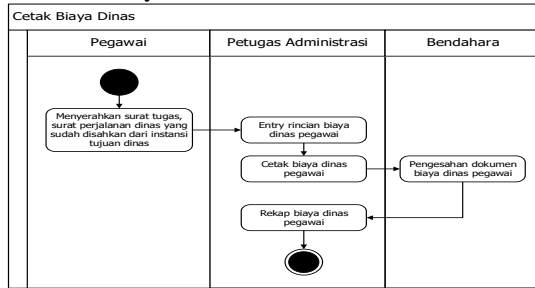 Cetak Biaya Dinas
Pegawai
Petugas Administrasi
Bendahara
Menyerahkan surat tugas,
surat perjalanan dinas yang
sudah disahkan dari instansi
tujuan dinas
Entry rincian biaya
dinas pegawai
Cetak biaya dinas
pegawai
Pengesahan dokumen
biaya dinas pegawai
Rekap biaya dinas
pegawai